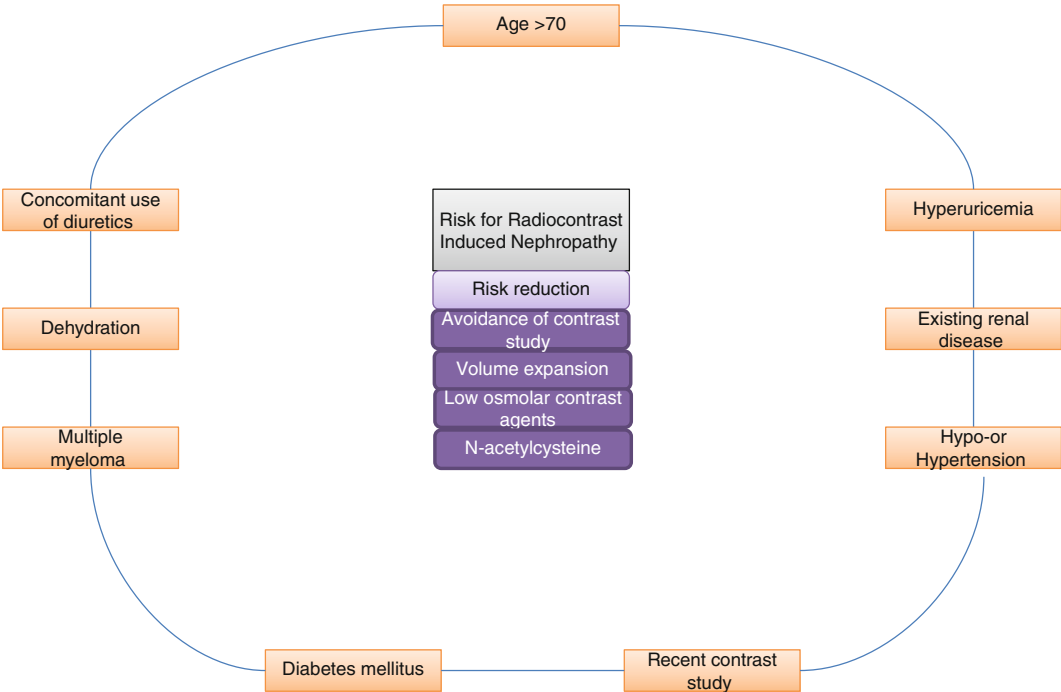 Age >70
Concomitant use
of diuretics
Dehydration
Multiple
myeloma
Risk for Radiocontrast
Induced Nephropathy
Risk reduction
Avoidance of contrast
study
Volume expansion
Low osmolar contrast
agents
N-acetylcysteine
Hyperuricemia
Existing renal
disease
Hypo-or
Hypertension
Diabetes mellitus
Recent contrast
study